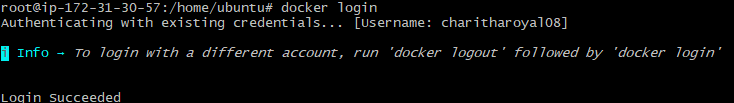 root@ip-172-31-30-57:/home/ubuntu# docker login
Authenticating with existing credentials... [Username: charitharoyal08]
i Info → To login with a different account, run 'docker logout' followed by 'docker login'
Login Succeeded